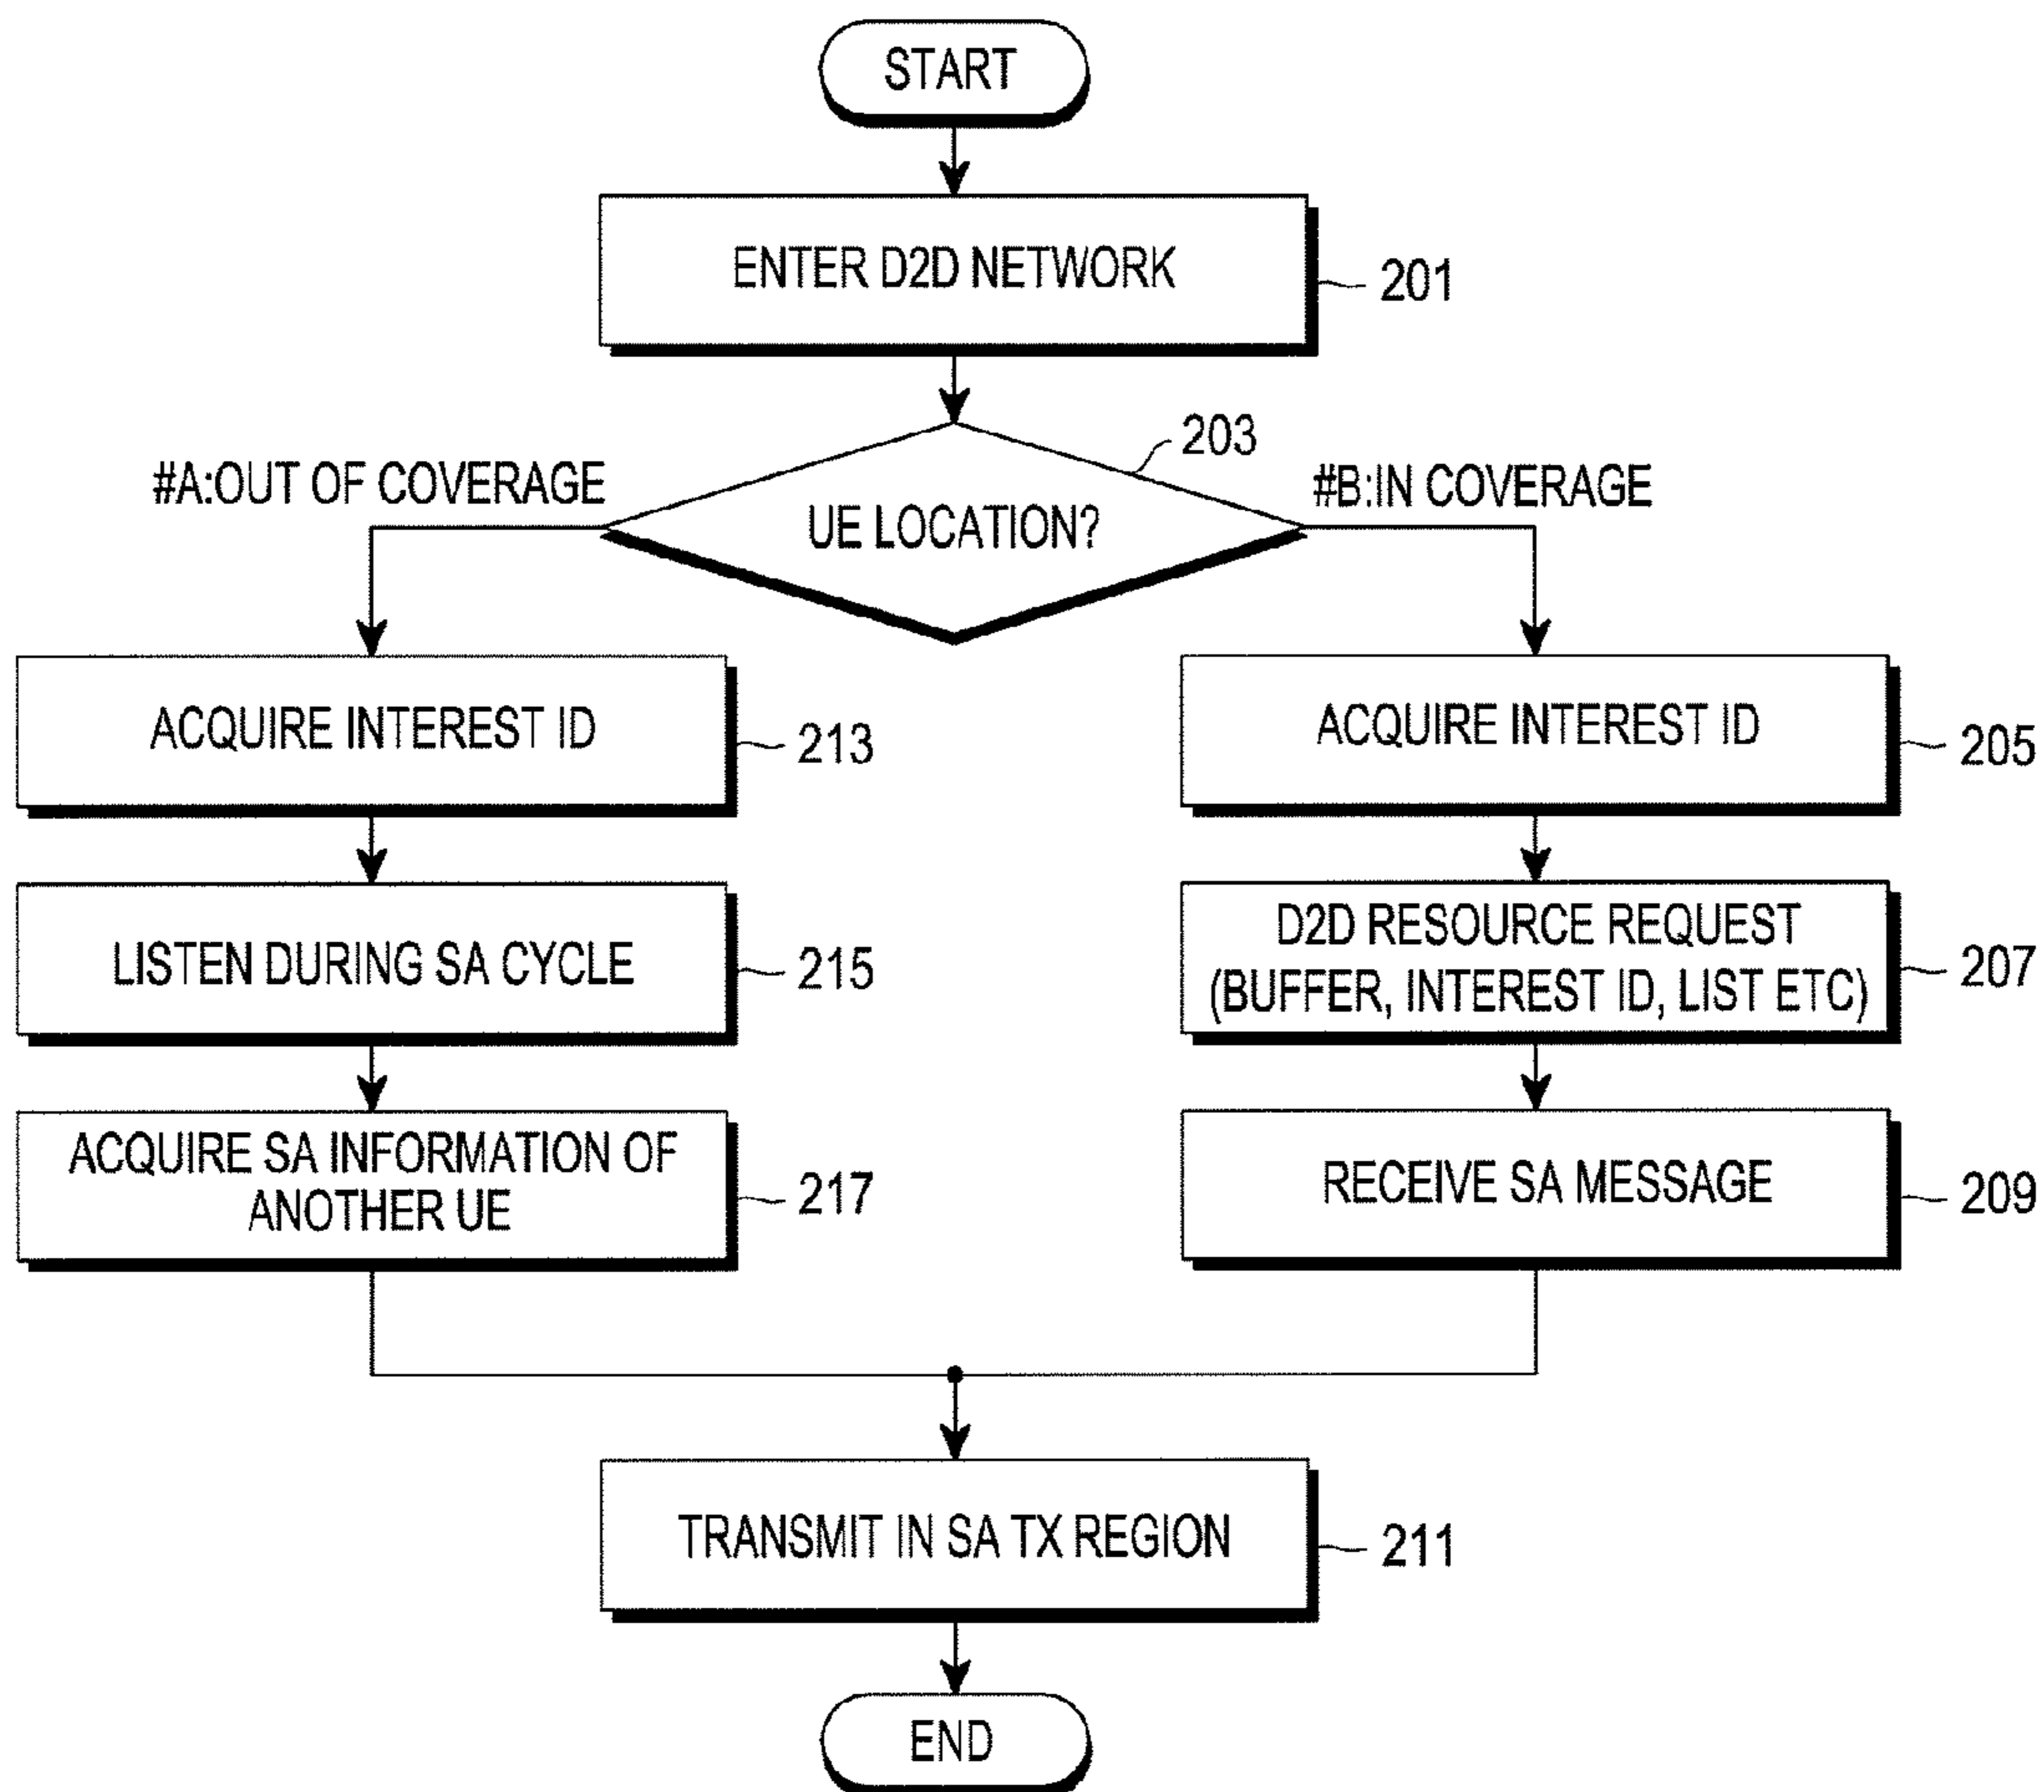 START
ENTER D2D NETWORK
201
203
#A:OUT OF COVERAGE
#B:IN COVERAGE
UE LOCATION?
ACQUIRE INTEREST ID
213
ACQUIRE INTEREST ID
205
LISTEN DURING SA CYCLE
215
D2D RESOURCE REQUEST
(BUFFER, INTEREST ID, LIST ETC)
207
ACQUIRE SA INFORMATION OF
ANOTHER UE
217
RECEIVE SA MESSAGE
209
TRANSMIT IN SA TX REGION
211
END